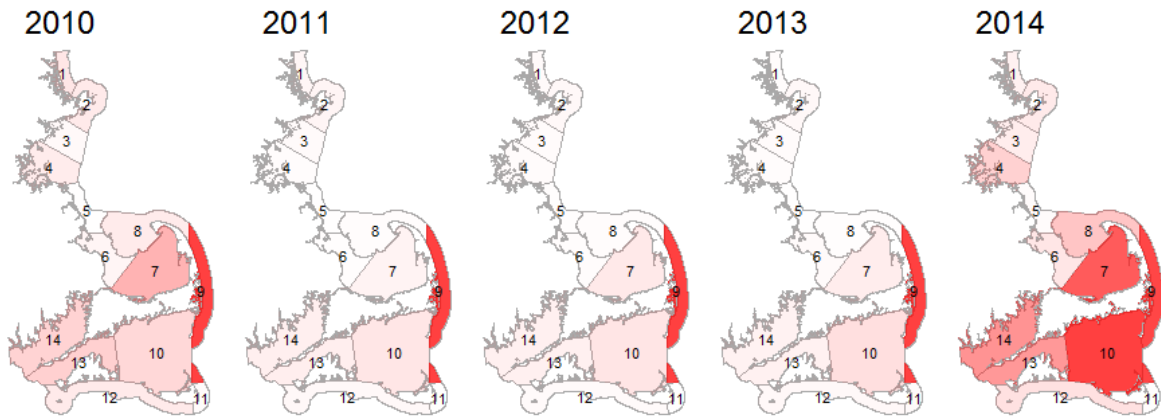 2010 2011 2012 2013 2014
1 1 1 1 1
2 2 2 2 2
3 3 3 3 3
4 4 4 4 4
5 5 5 5 5
8 8 8 8 8
6 6 6 6 6
7 7 7 7 7
9 9 9 9 9
14 14 14 14 14
10 10 10 10 10
13 13 13 13 13
12 12 12 12 12
11 11 11 11 11